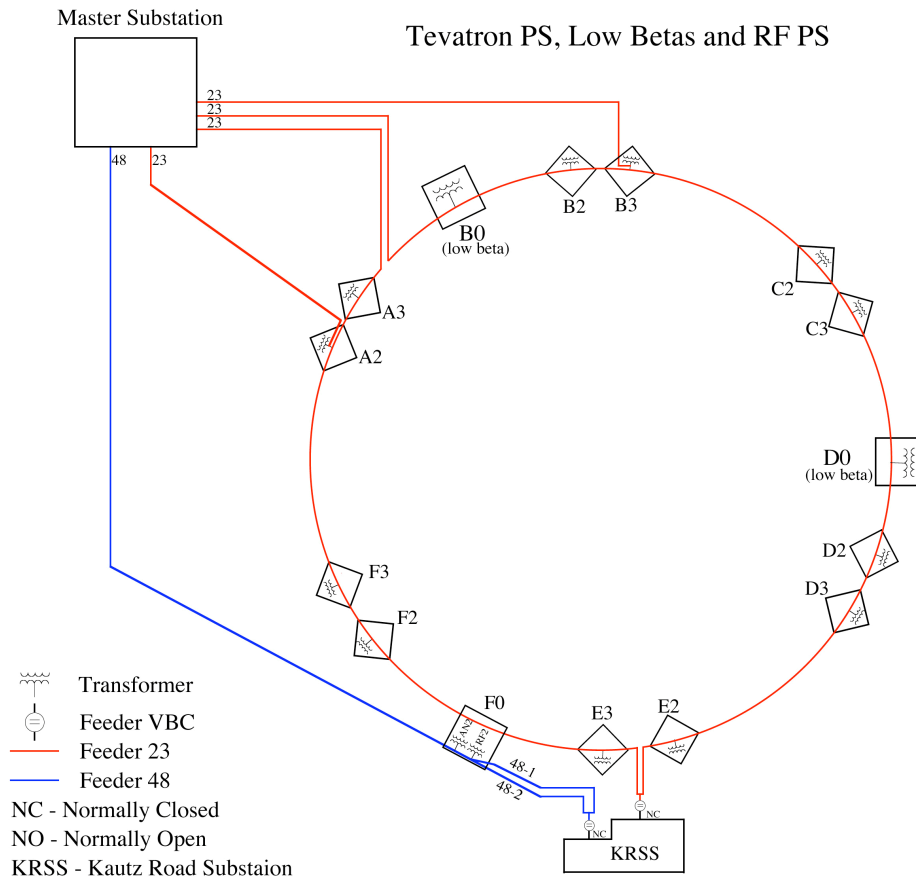 Master Substation
Tevatron PS, Low Betas and RF PS
23
23
23
48
23
B2
B3
B0
(low beta)
C2
A3
C3
A2
D0
(low beta)
D2
F3
D3
F2
Transformer
F0
E3
E2
AN2
RF2
Feeder VBC
Feeder 23
48-1
Feeder 48
48-2
NC - Normally Closed
NC
NC
NO - Normally Open
KRSS
KRSS - Kautz Road Substaion